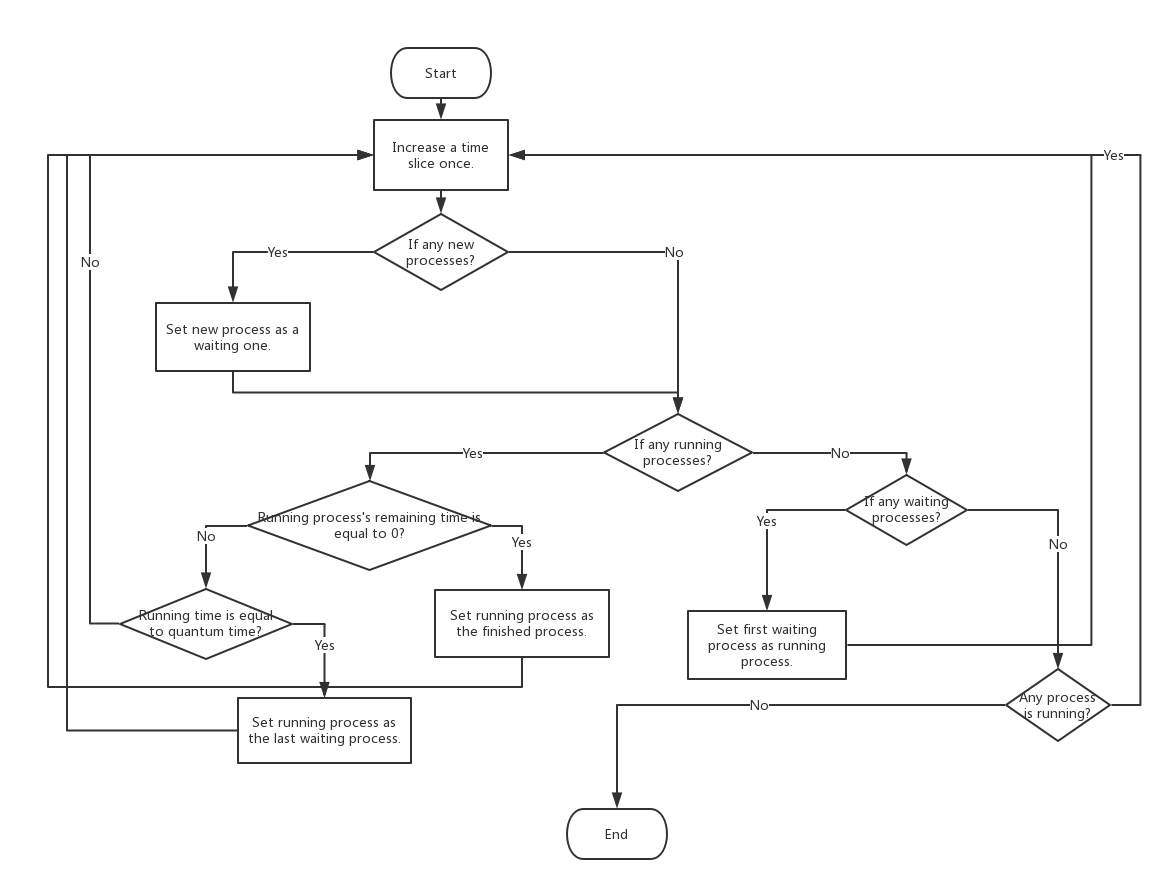 Start
Increase a time
slice once.
Yes
No
If any new
processes?
Yes
No
Set new process as a
waiting one.
If any running
processes?
Yes
No
If any waiting
processes?
Running process's remaining time is
equal to 0?
Yes
No
No
Yes
Running time is equal
to quantum time?
Set running process as
the finished process.
Set first waiting
process as running
process.
Yes
Any process
is running?
No
Set running process as
the last waiting process.
End